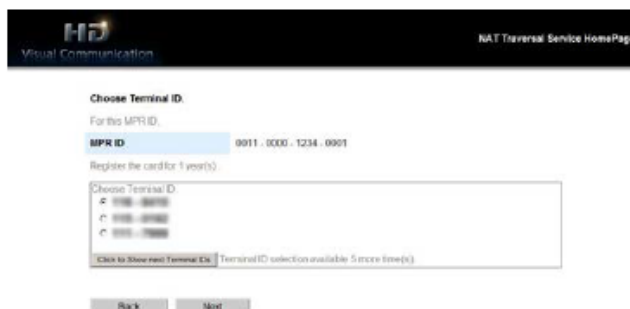 HD
Visual Communication
NAT Traversal Service HomePag
Choose Terminal ID.
For this MPR ID.
MPR ID 0011 - 0000 - 1234 - 0001
Register the card for 1 year(s).
Choose Terminal ID.
Click to Show next Terminal IDs Terminal ID selection available 5 more time(s).
Back Next